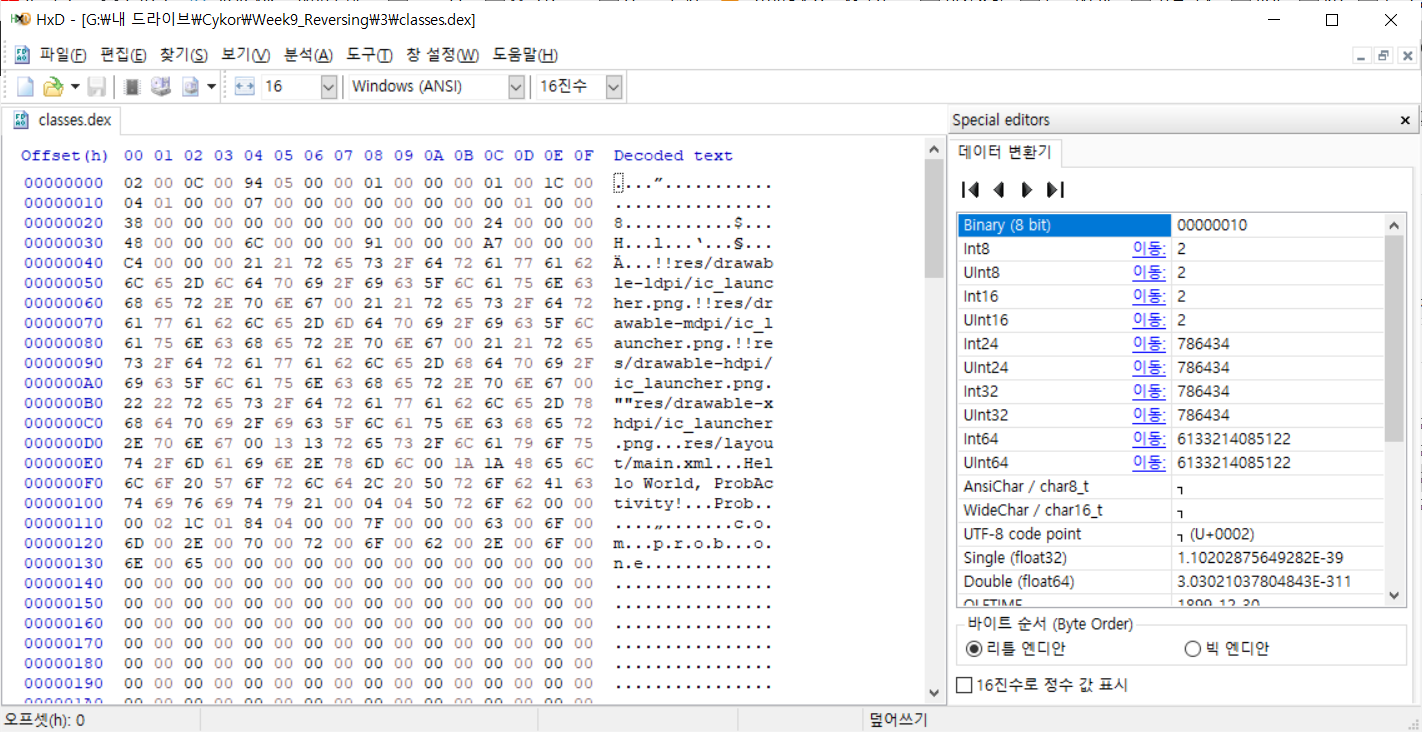 HxD - [G:₩내 드라이브₩Cykor₩Week9_Reversing₩3₩classes.dex]
파일(F) 편집(E) 찾기(S) 보기(V) 분석(A) 도구(T) 창 설정(W) 도움말(H)
16 Windows (ANSI) 16진수
classes.dex
Offset(h) 00 01 02 03 04 05 06 07 08 09 0A 0B 0C 0D 0E 0F Decoded text
00000000 02 00 0C 00 94 05 00 00 01 00 00 00 01 00 1C 00 ....”...........
00000010 04 01 00 00 07 00 00 00 00 00 00 00 00 01 00 00 ................
00000020 38 00 00 00 00 00 00 00 00 00 00 00 24 00 00 00 8...........$...
00000030 48 00 00 00 6C 00 00 00 91 00 00 00 A7 00 00 00 H...l...‘...§...
00000040 C4 00 00 00 21 21 72 65 73 2F 64 72 61 77 61 62 Ä...!!res/drawab
00000050 6C 65 2D 6C 64 70 69 2F 69 63 5F 6C 61 75 6E 63 le-ldpi/ic_launc
00000060 68 65 72 2E 70 6E 67 00 21 21 72 65 73 2F 64 72 her.png.!!res/dr
00000070 61 77 61 62 6C 65 2D 6D 64 70 69 2F 69 63 5F 6C awable-mdpi/ic_l
00000080 61 75 6E 63 68 65 72 2E 70 6E 67 00 21 21 72 65 auncher.png.!!re
00000090 73 2F 64 72 61 77 61 62 6C 65 2D 68 64 70 69 2F s/drawable-hdpi/
000000A0 69 63 5F 6C 61 75 6E 63 68 65 72 2E 70 6E 67 00 ic_launcher.png.
000000B0 22 22 72 65 73 2F 64 72 61 77 61 62 6C 65 2D 78 ""res/drawable-x
000000C0 68 64 70 69 2F 69 63 5F 6C 61 75 6E 63 68 65 72 hdpi/ic_launcher
000000D0 2E 70 6E 67 00 13 13 72 65 73 2F 6C 61 79 6F 75 .png...res/layou
000000E0 74 2F 6D 61 69 6E 2E 78 6D 6C 00 1A 1A 48 65 6C t/main.xml...Hel
000000F0 6C 6F 20 57 6F 72 6C 64 2C 20 50 72 6F 62 41 63 lo World, ProbAc
00000100 74 69 76 69 74 79 21 00 04 04 50 72 6F 62 00 00 tivity!...Prob..
00000110 00 02 1C 01 84 04 00 00 7F 00 00 00 63 00 6F 00 ....„.......c.o.
00000120 6D 00 2E 00 70 00 72 00 6F 00 62 00 2E 00 6F 00 m...p.r.o.b...o.
00000130 6E 00 65 00 00 00 00 00 00 00 00 00 00 00 00 00 n.e.............
00000140 00 00 00 00 00 00 00 00 00 00 00 00 00 00 00 00 ................
00000150 00 00 00 00 00 00 00 00 00 00 00 00 00 00 00 00 ................
00000160 00 00 00 00 00 00 00 00 00 00 00 00 00 00 00 00 ................
00000170 00 00 00 00 00 00 00 00 00 00 00 00 00 00 00 00 ................
00000180 00 00 00 00 00 00 00 00 00 00 00 00 00 00 00 00 ................
00000190 00 00 00 00 00 00 00 00 00 00 00 00 00 00 00 00 ................
Special editors
데이터 변환기
Binary (8 bit) 00000010
Int8 이동: 2
UInt8 이동: 2
Int16 이동: 2
UInt16 이동: 2
Int24 이동: 786434
UInt24 이동: 786434
Int32 이동: 786434
UInt32 이동: 786434
Int64 이동: 6133214085122
UInt64 이동: 6133214085122
AnsiChar / char8_t ┐
WideChar / char16_t ┐
UTF-8 code point ┐ (U+0002)
Single (float32) 1.10202875649282E-39
Double (float64) 3.03021037804843E-311
OLETIME 1899-12-30
바이트 순서 (Byte Order)
리틀 엔디안 빅 엔디안
16진수로 정수 값 표시
오프셋(h): 0 덮어쓰기